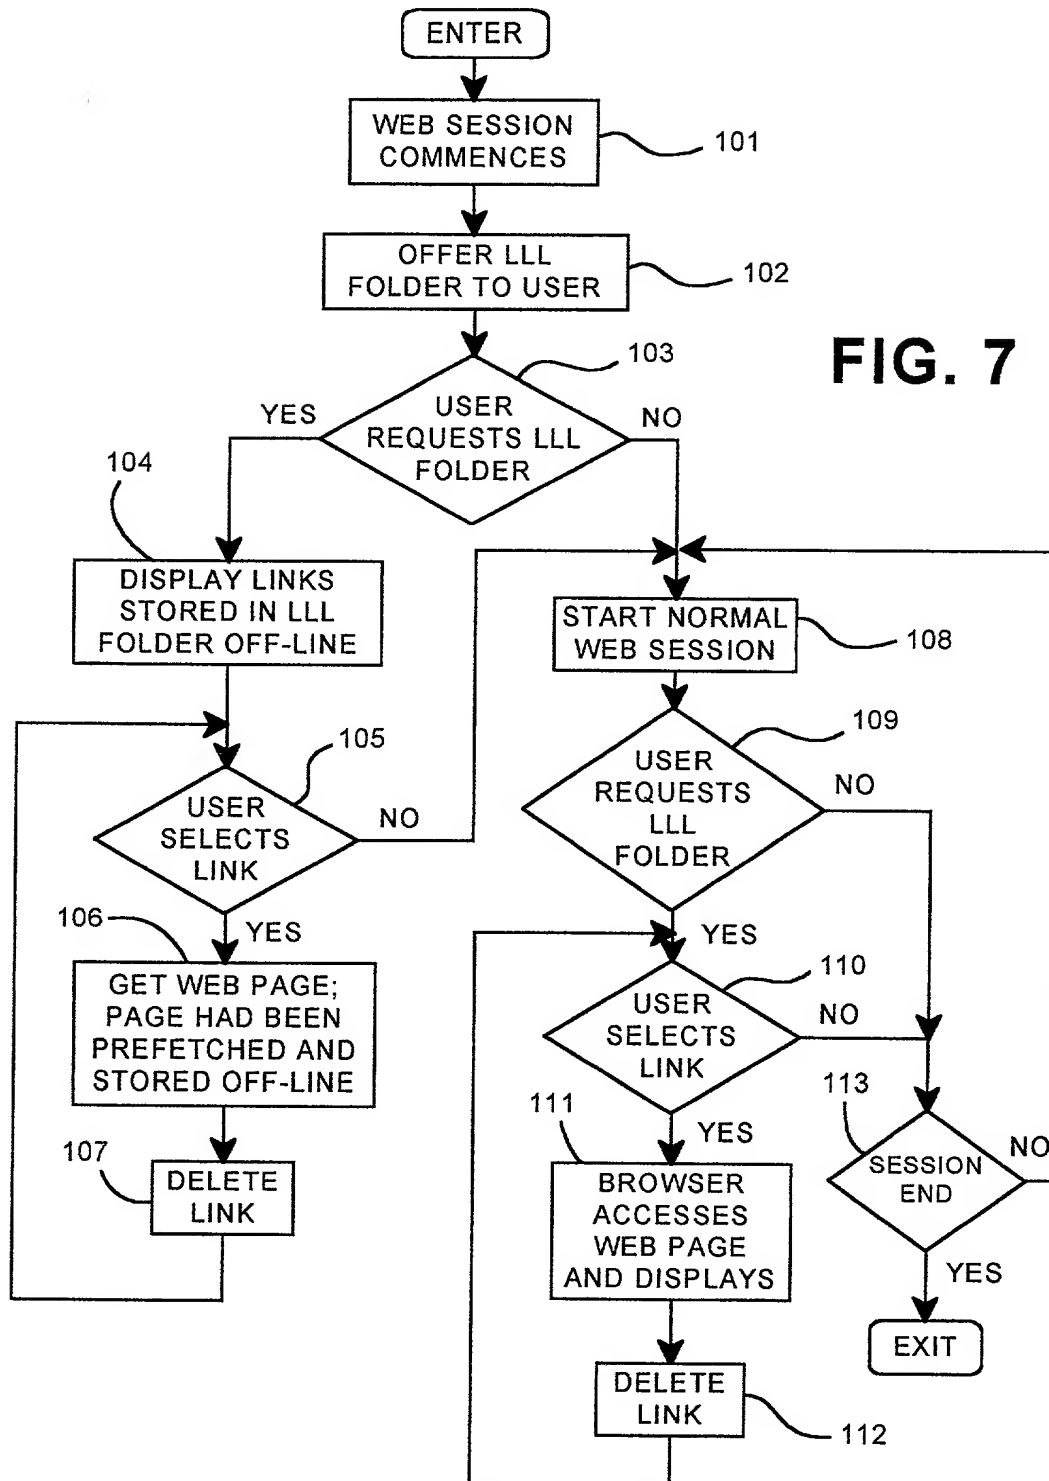 ENTER
WEB SESSION
COMMENCES
101
OFFER LLL
FOLDER TO USER
102
FIG. 7
103
USER
REQUESTS LLL
FOLDER
YES
NO
104
DISPLAY LINKS
STORED IN LLL
FOLDER OFF-LINE
START NORMAL
WEB SESSION
108
105
USER
SELECTS
LINK
NO
109
USER
REQUESTS
LLL
FOLDER
NO
106
YES
GET WEB PAGE;
PAGE HAD BEEN
PREFETCHED AND
STORED OFF-LINE
YES
110
USER
SELECTS
LINK
NO
107
DELETE
LINK
111
YES
BROWSER
ACCESSES
WEB PAGE
AND DISPLAYS
113
SESSION
END
NO
YES
EXIT
DELETE
LINK
112